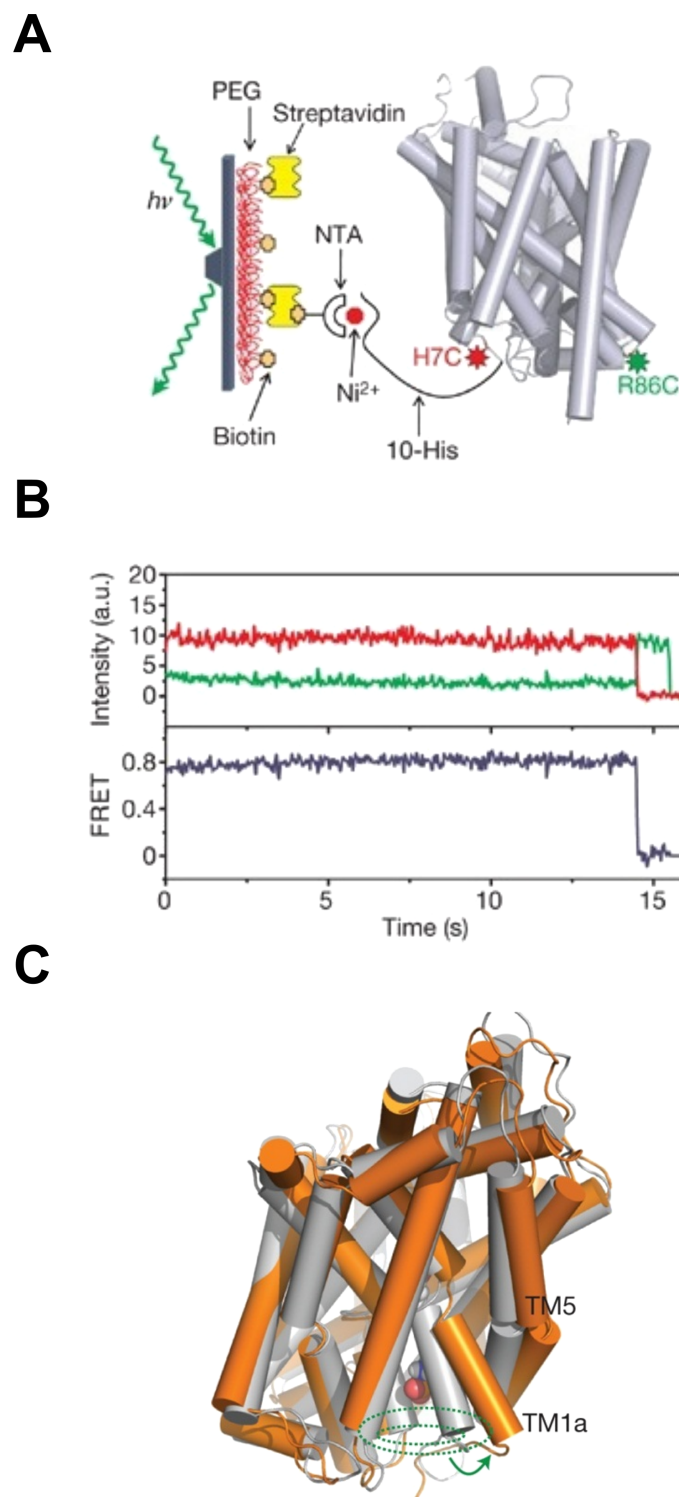 A
PEG
Streptavidin
hν
NTA
H7C
R86C
Ni²⁺
Biotin
10-His
B
20
15
10
5
0
Intensity (a.u.)
0.8
0.4
0
FRET
0 5 10 15
Time (s)
C
TM5
TM1a